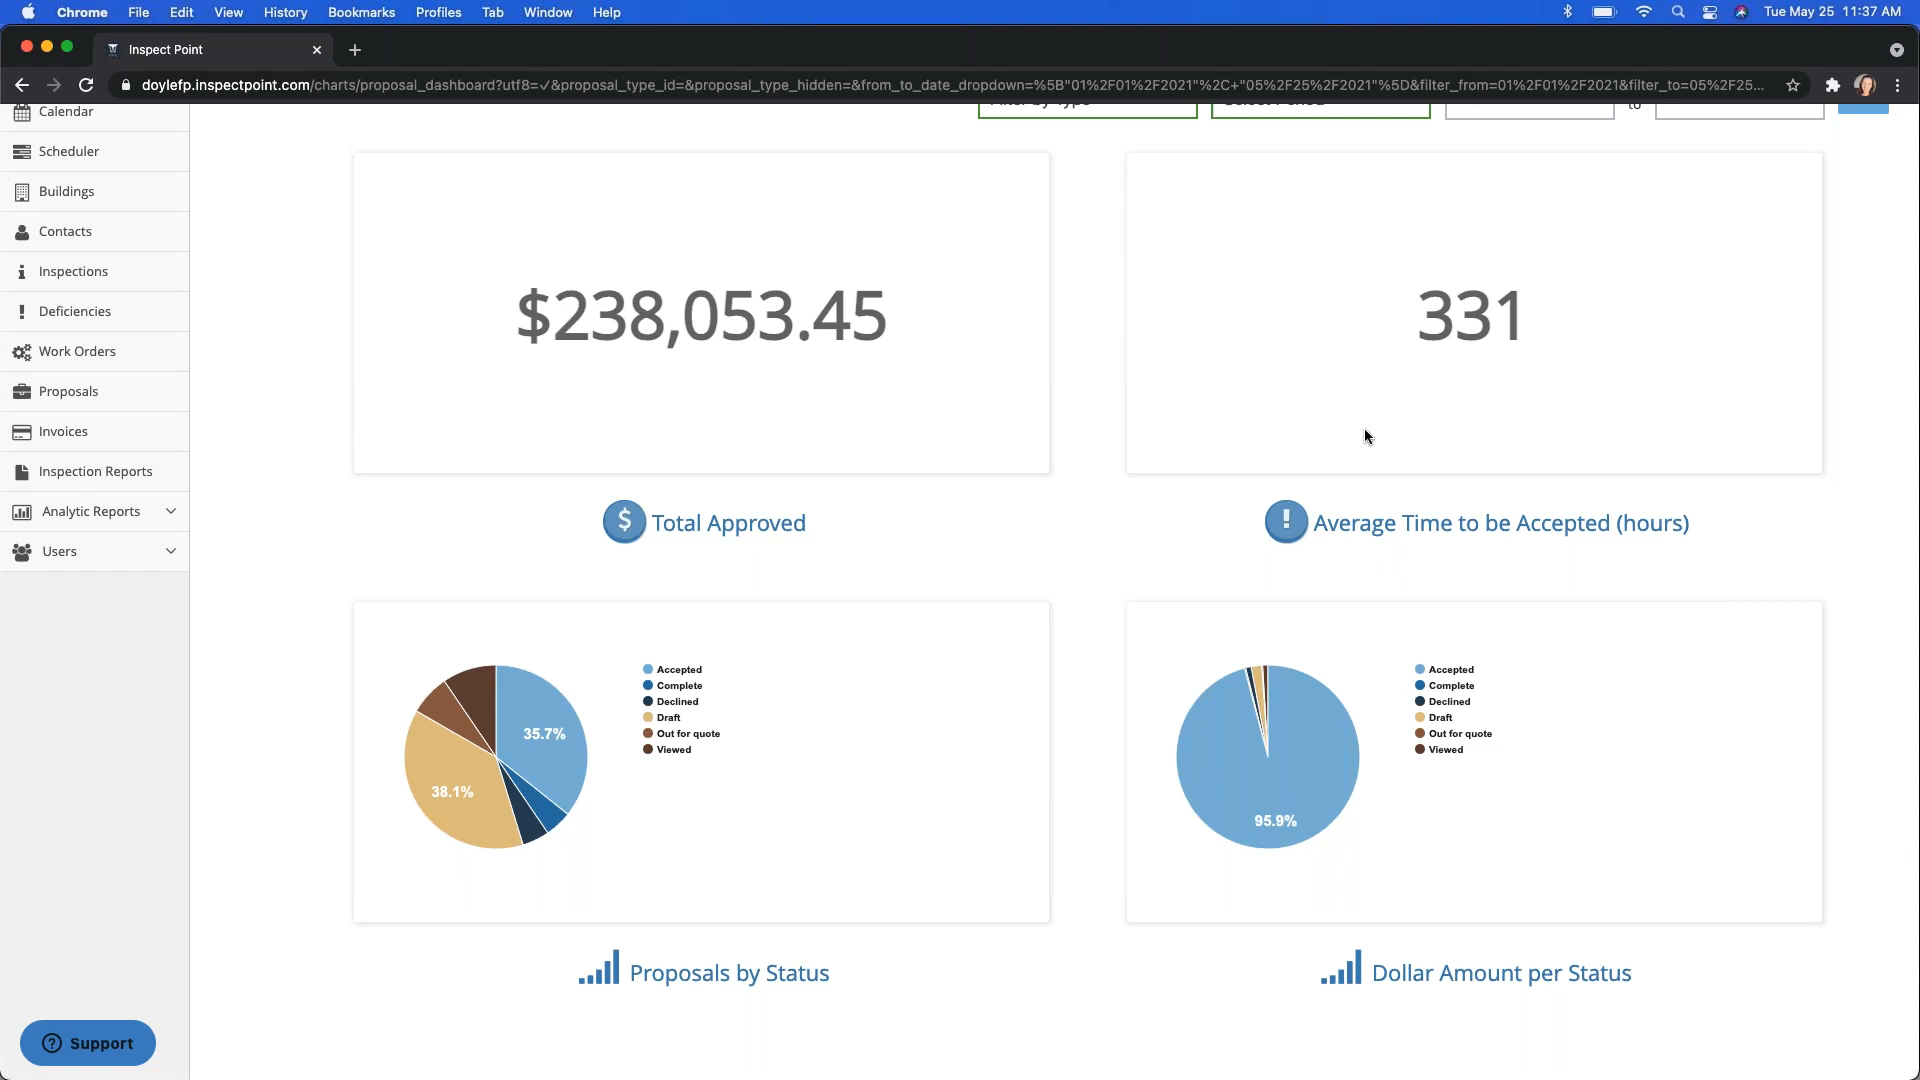 Chrome File Edit View History Bookmarks Profiles Tab Window Help Tue May 25 11:37 AM
Inspect Point
doylefp.inspectpoint.com/charts/proposal_dashboard?utf8=✓&proposal_type_id=&proposal_type_hidden=&from_to_date_dropdown=%5B"01%2F01%2F2021"%2C+"05%2F25%2F2021"%5D&filter_from=01%2F01%2F2021&filter_to=05%2F25...
to
Calendar
Scheduler
Buildings
Contacts
Inspections
Deficiencies
Work Orders
Proposals
Invoices
Inspection Reports
Analytic Reports
Users
Support
$238,053.45
$ Total Approved
331
! Average Time to be Accepted (hours)
35.7%
38.1%
Accepted
Complete
Declined
Draft
Out for quote
Viewed
Proposals by Status
95.9%
Accepted
Complete
Declined
Draft
Out for quote
Viewed
Dollar Amount per Status